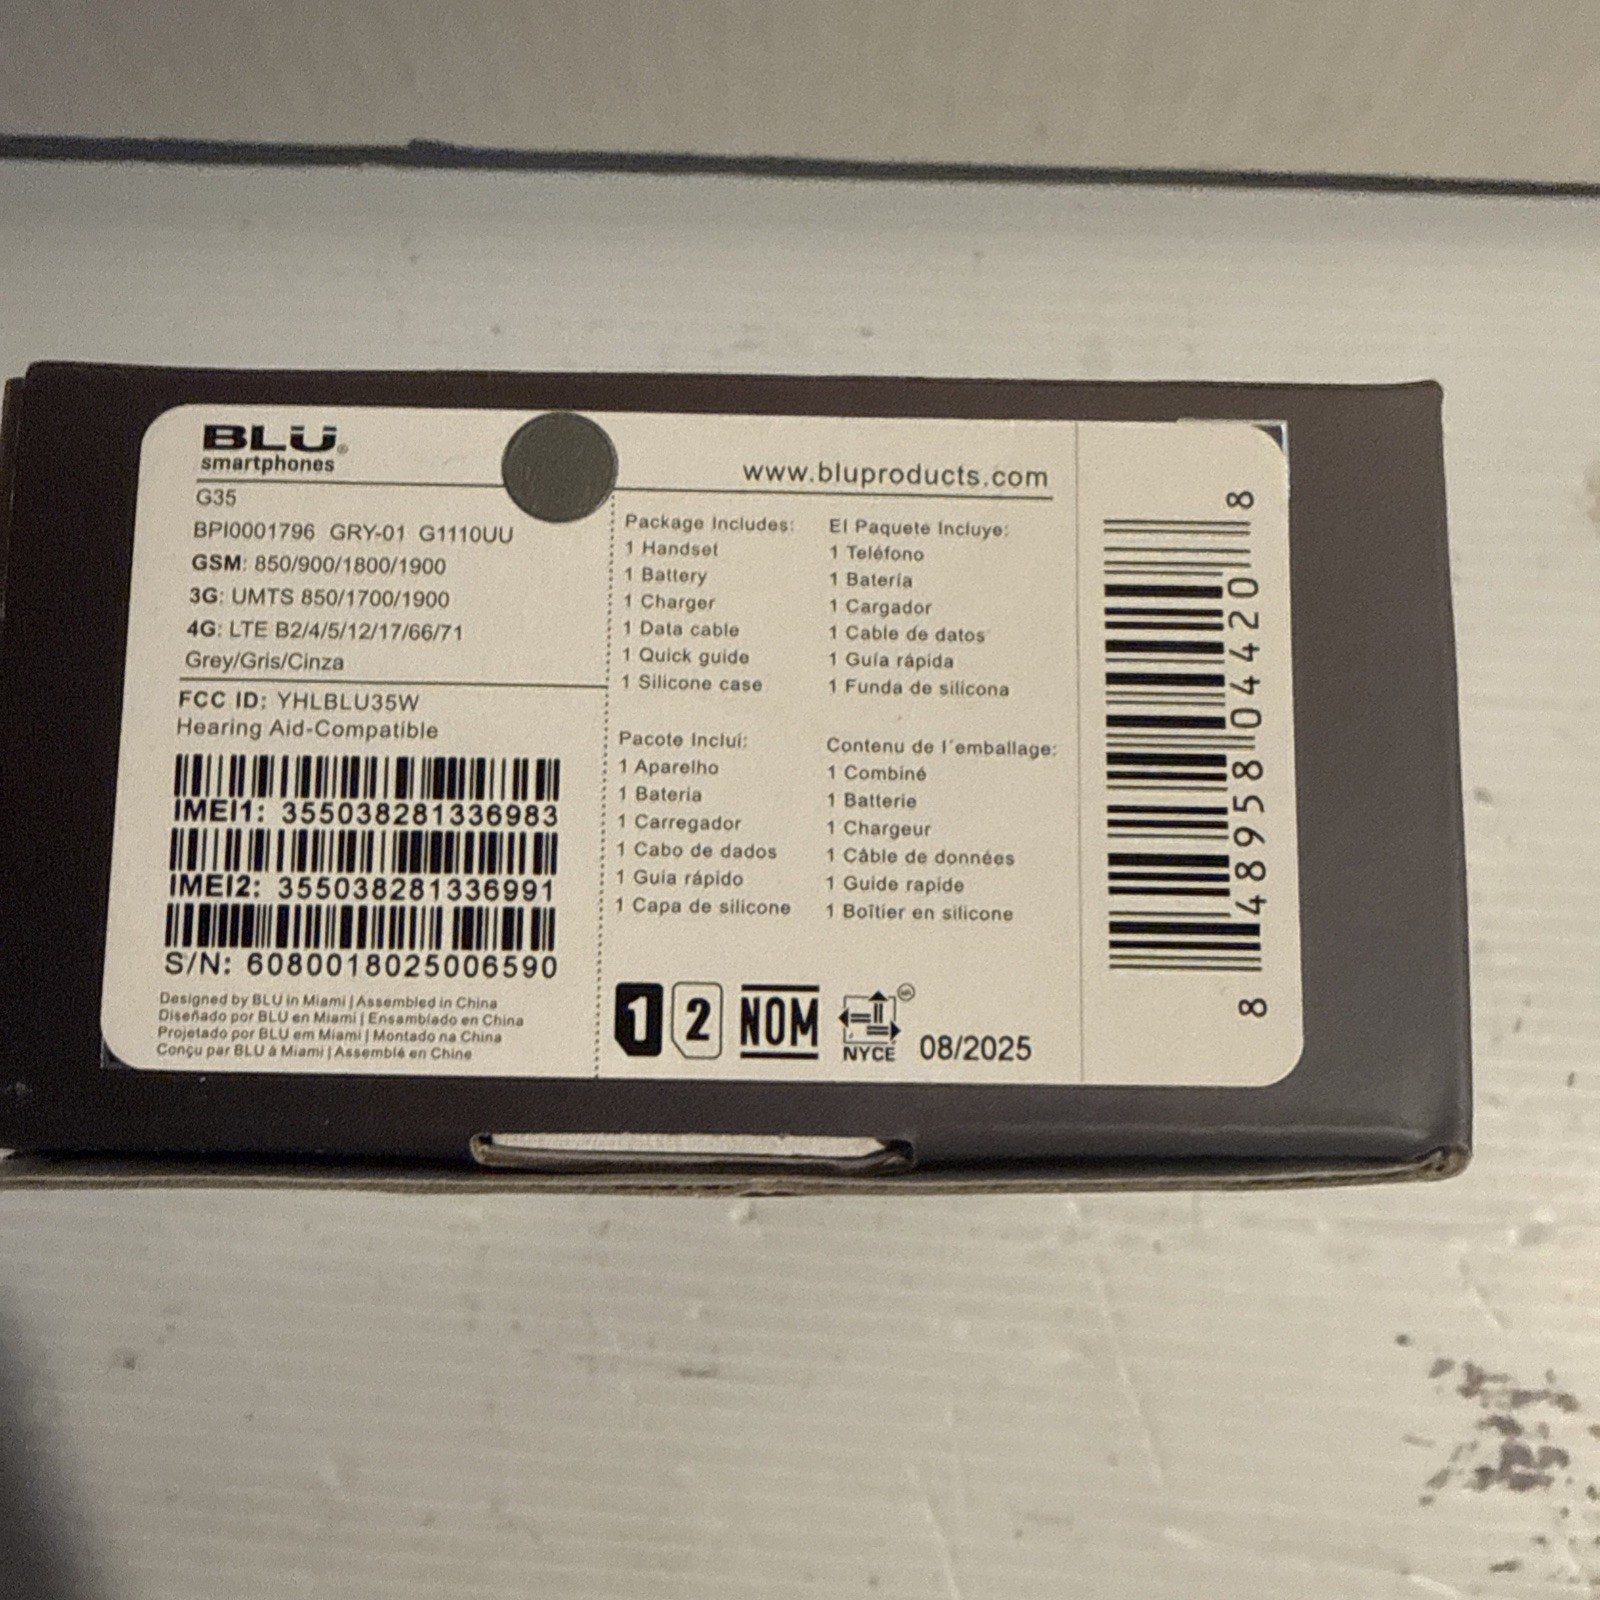 BLU®
smartphones
G35
BPI0001796 GRY-01 G1110UU
GSM: 850/900/1800/1900
3G: UMTS 850/1700/1900
4G: LTE B2/4/5/12/17/66/71
Grey/Gris/Cinza
FCC ID: YHLBLU35W
Hearing Aid-Compatible
IMEI1: 355038281336983
IMEI2: 355038281336991
S/N: 6080018025006590
Designed by BLU in Miami | Assembled in China
Diseñado por BLU en Miami | Ensamblado en China
Projetado por BLU em Miami | Montado na China
Conçu par BLU à Miami | Assemblé en Chine
www.bluproducts.com
Package Includes:
1 Handset
1 Battery
1 Charger
1 Data cable
1 Quick guide
1 Silicone case
El Paquete Incluye:
1 Teléfono
1 Batería
1 Cargador
1 Cable de datos
1 Guía rápida
1 Funda de silicona
Pacote Inclui:
1 Aparelho
1 Bateria
1 Carregador
1 Cabo de dados
1 Guia rápido
1 Capa de silicone
Contenu de l´emballage:
1 Combiné
1 Batterie
1 Chargeur
1 Câble de données
1 Guide rapide
1 Boîtier en silicone
1 2 NOM NYCE 08/2025
8 48958 04420 8